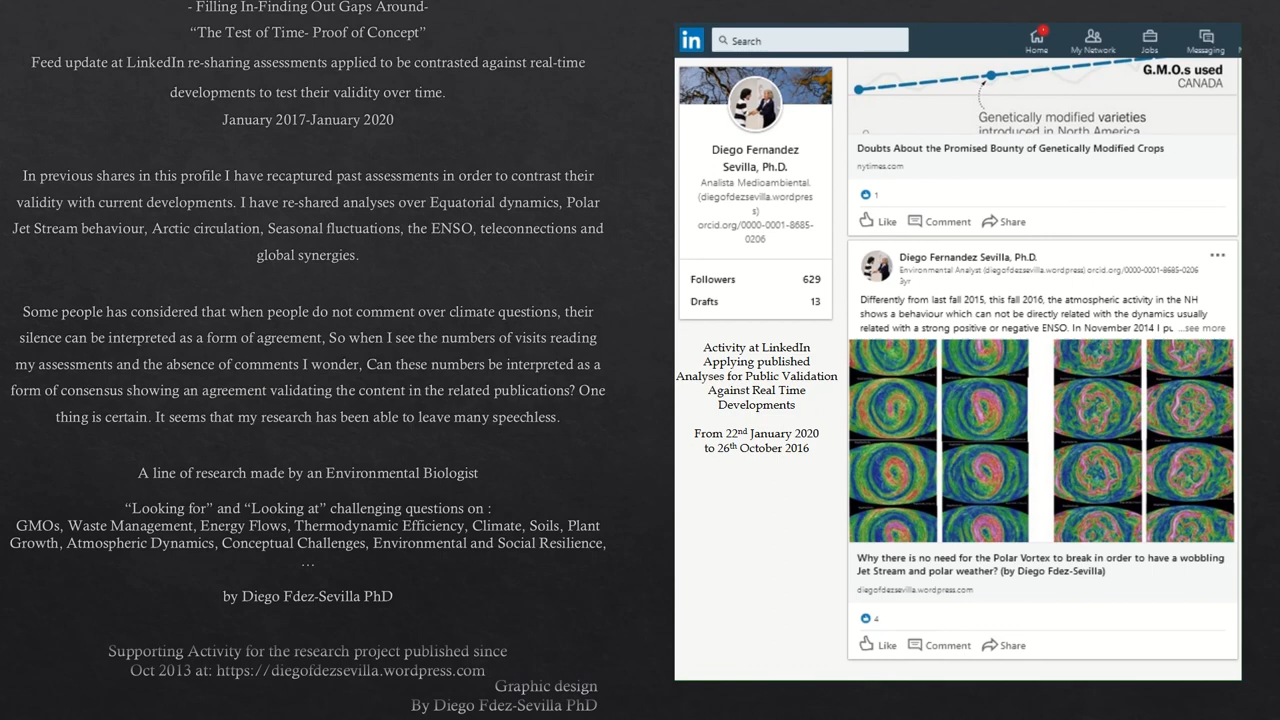 - Filling In-Finding Out Gaps Around-
“The Test of Time- Proof of Concept”
Feed update at LinkedIn re-sharing assessments applied to be contrasted against real-time
developments to test their validity over time.
January 2017-January 2020
In previous shares in this profile I have recaptured past assessments in order to contrast their
validity with current developments. I have re-shared analyses over Equatorial dynamics, Polar
Jet Stream behaviour, Arctic circulation, Sesonal fluctuations, the ENSO, teleconnections and
global synergies.
Some people has considered that when people do not comment over climate questions, their
silence can be interpreted as a form of agreement, So when I see the numbers of visits reading
my assessments and the absence of comments I wonder, Can these numbers be interpreted as a
form of consensus showing an agreement validating the content in the related publications? One
thing is certain. It seems that my research has been able to leave many speechless.
A line of research made by an Environmental Biologist
“Looking for” and “Looking at” challenging questions on :
GMOs, Waste Management, Energy Flows, Thermodynamic Efficiency, Climate, Soils, Plant
Growth, Atmospheric Dynamics, Conceptual Challenges, Environmental and Social Resilience,
…
by Diego Fdez-Sevilla PhD
Supporting Activity for the research project published since
Oct 2013 at: https://diegofdezsevilla.wordpress.com
Graphic design
By Diego Fdez-Sevilla PhD
in
Search
Home
My Network
Jobs
Messaging
Diego Fernandez
Sevilla, Ph.D.
Analista Medioambiental.
(diegofdezsevilla.wordpres
s)
orcid.org/0000-0001-8685-
0206
Followers 629
Drafts 13
Activity at LinkedIn
Applying published
Analyses for Public Validation
Against Real Time
Developments
From 22nd January 2020
to 26th October 2016
G.M.O.s used
CANADA
Genetically modified varieties
introduced in North America
Doubts About the Promised Bounty of Genetically Modified Crops
nytimes.com
1
Like Comment Share
Diego Fernandez Sevilla, Ph.D.
Environmental Analyst (diegofdezsevilla.wordpress) orcid.org/0000-0001-8685-0206
3yr
Differently from last fall 2015, this fall 2016, the atmospheric activity in the NH
shows a behaviour which can not be directly related with the dynamics usually
related with a strong positive or negative ENSO. In November 2014 I pu ...see more
Why there is no need for the Polar Vortex to break in order to have a wobbling
Jet Stream and polar weather? (by Diego Fdez-Sevilla)
diegofdezsevilla.wordpress.com
4
Like Comment Share